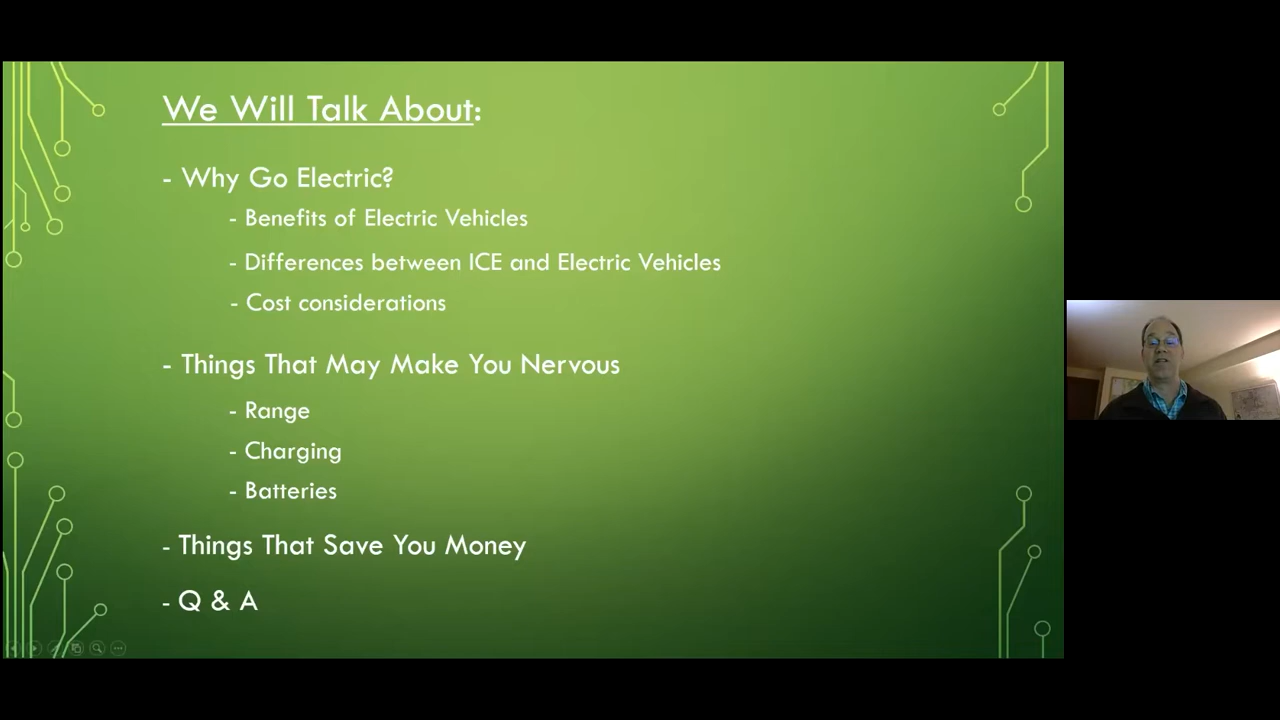 We Will Talk About:
- Why Go Electric?
- Benefits of Electric Vehicles
- Differences between ICE and Electric Vehicles
- Cost considerations
- Things That May Make You Nervous
- Range
- Charging
- Batteries
- Things That Save You Money
- Q & A